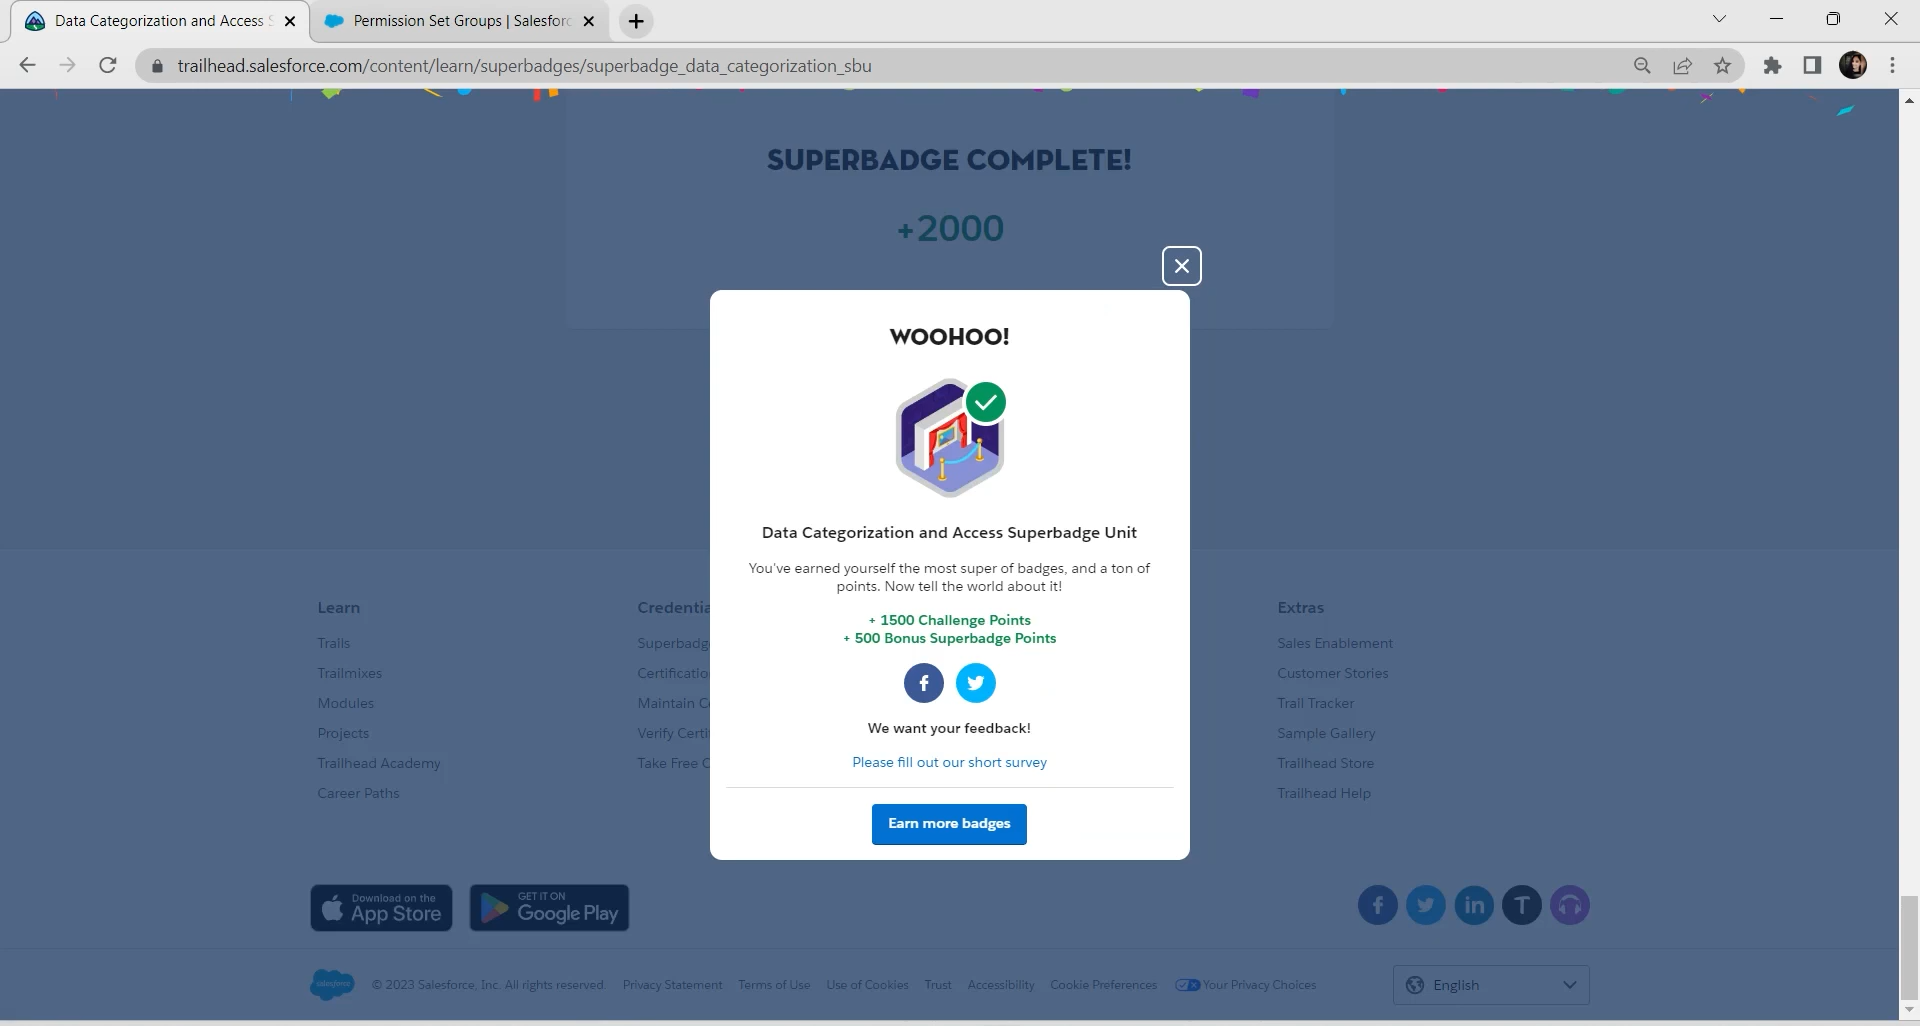 Data Categorization and Access S
Permission Set Groups | Salesforc
trailhead.salesforce.com/content/learn/superbadges/superbadge_data_categorization_sbu
SUPERBADGE COMPLETE!
+2000
WOOHOO!
Data Categorization and Access Superbadge Unit
You've earned yourself the most super of badges, and a ton of
points. Now tell the world about it!
+ 1500 Challenge Points
+ 500 Bonus Superbadge Points
We want your feedback!
Please fill out our short survey
Earn more badges
Learn
Trails
Trailmixes
Modules
Projects
Trailhead Academy
Career Paths
Credentia
Superbadg
Certificatio
Maintain C
Verify Certi
Take Free C
Extras
Sales Enablement
Customer Stories
Trail Tracker
Sample Gallery
Trailhead Store
Trailhead Help
Download on the
App Store
GET IT ON
Google Play
salesforce
© 2023 Salesforce, Inc. All rights reserved. Privacy Statement Terms of Use Use of Cookies Trust Accessibility Cookie Preferences Your Privacy Choices
English